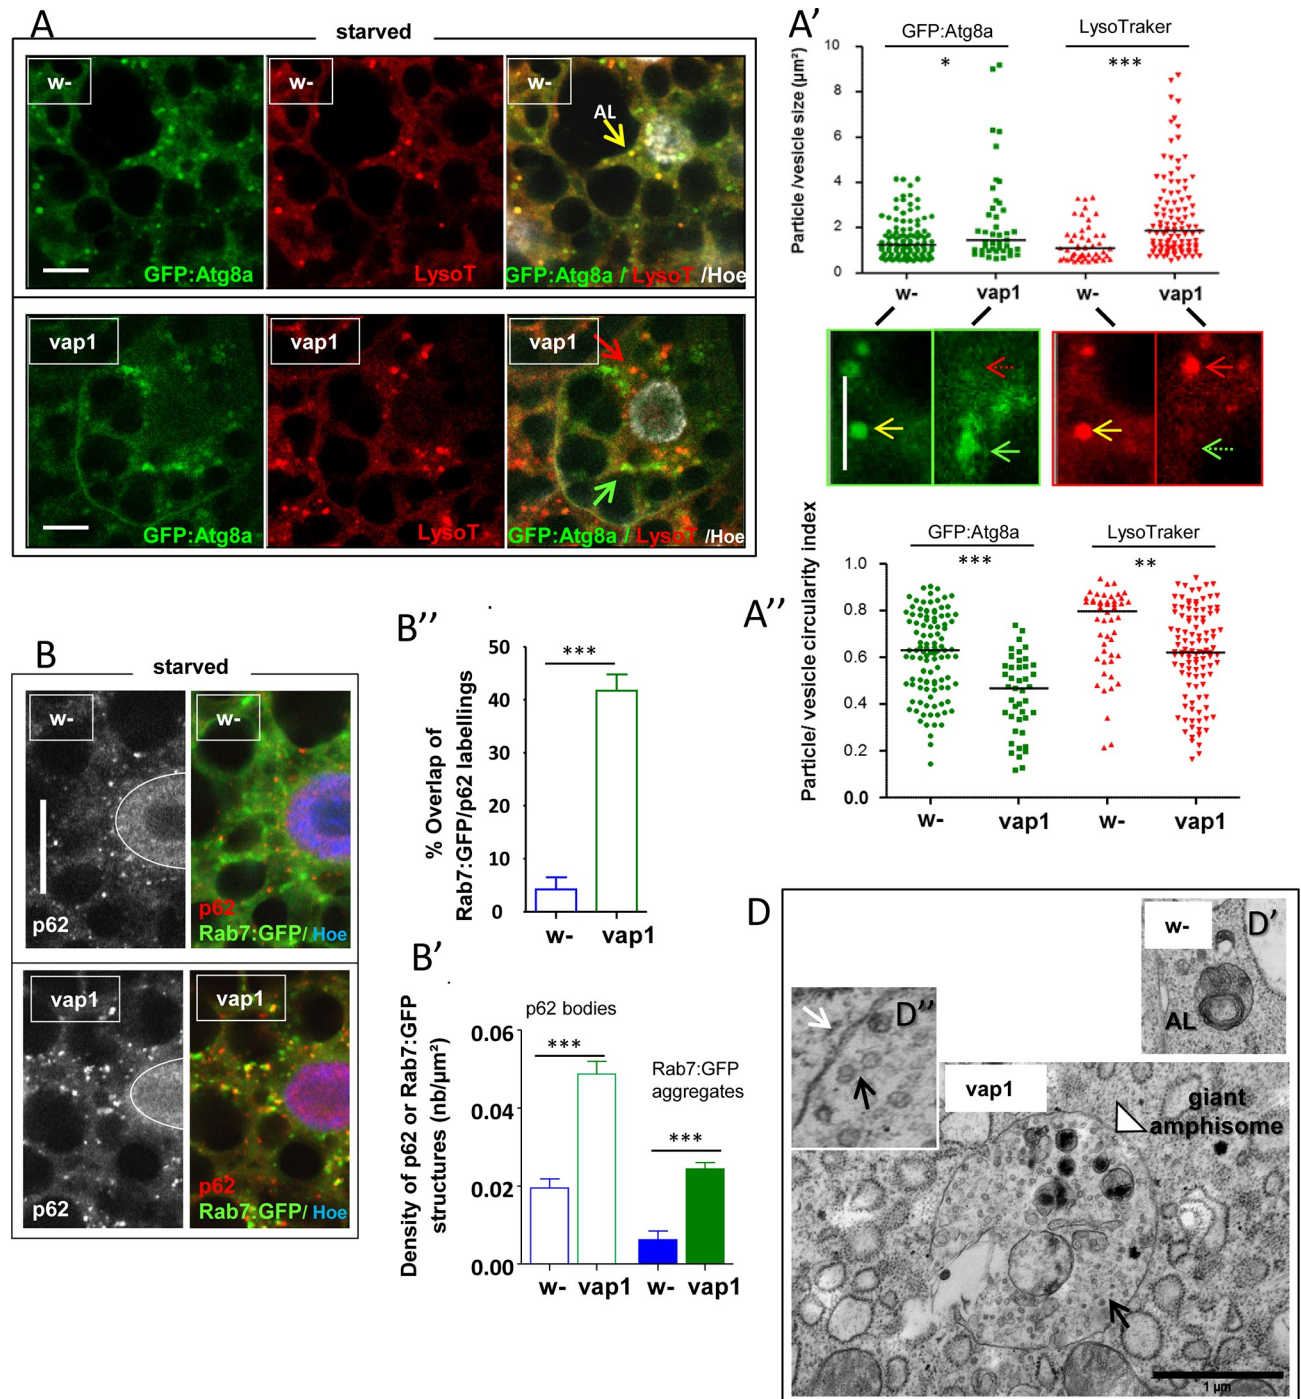 A
starved
w-
w-
w-
AL
GFP:Atg8a
LysoT
GFP:Atg8a / LysoT /Hoe
vap1
vap1
vap1
GFP:Atg8a
LysoT
GFP:Atg8a / LysoT /Hoe
A’
GFP:Atg8a
LysoTraker
*
***
Particle /vesicle size (µm²)
10
8
6
4
2
0
w-
vap1
w-
vap1
A’’
GFP:Atg8a
LysoTraker
***
**
Particle/ vesicle circularity index
1.0
0.8
0.6
0.4
0.2
0.0
w-
vap1
w-
vap1
B
starved
w-
w-
p62
p62
Rab7:GFP/ Hoe
vap1
vap1
p62
p62
Rab7:GFP/ Hoe
B’’
% Overlap of
Rab7:GFP/p62 labellings
50
40
30
20
10
0
***
w-
vap1
B’
p62 bodies
Density of p62 or Rab7:GFP
structures (nb/µm²)
0.06
0.04
0.02
0.00
***
Rab7:GFP
aggregates
***
w-
vap1
w-
vap1
D
w-
D’
AL
D’’
vap1
giant
amphisome
1 µm